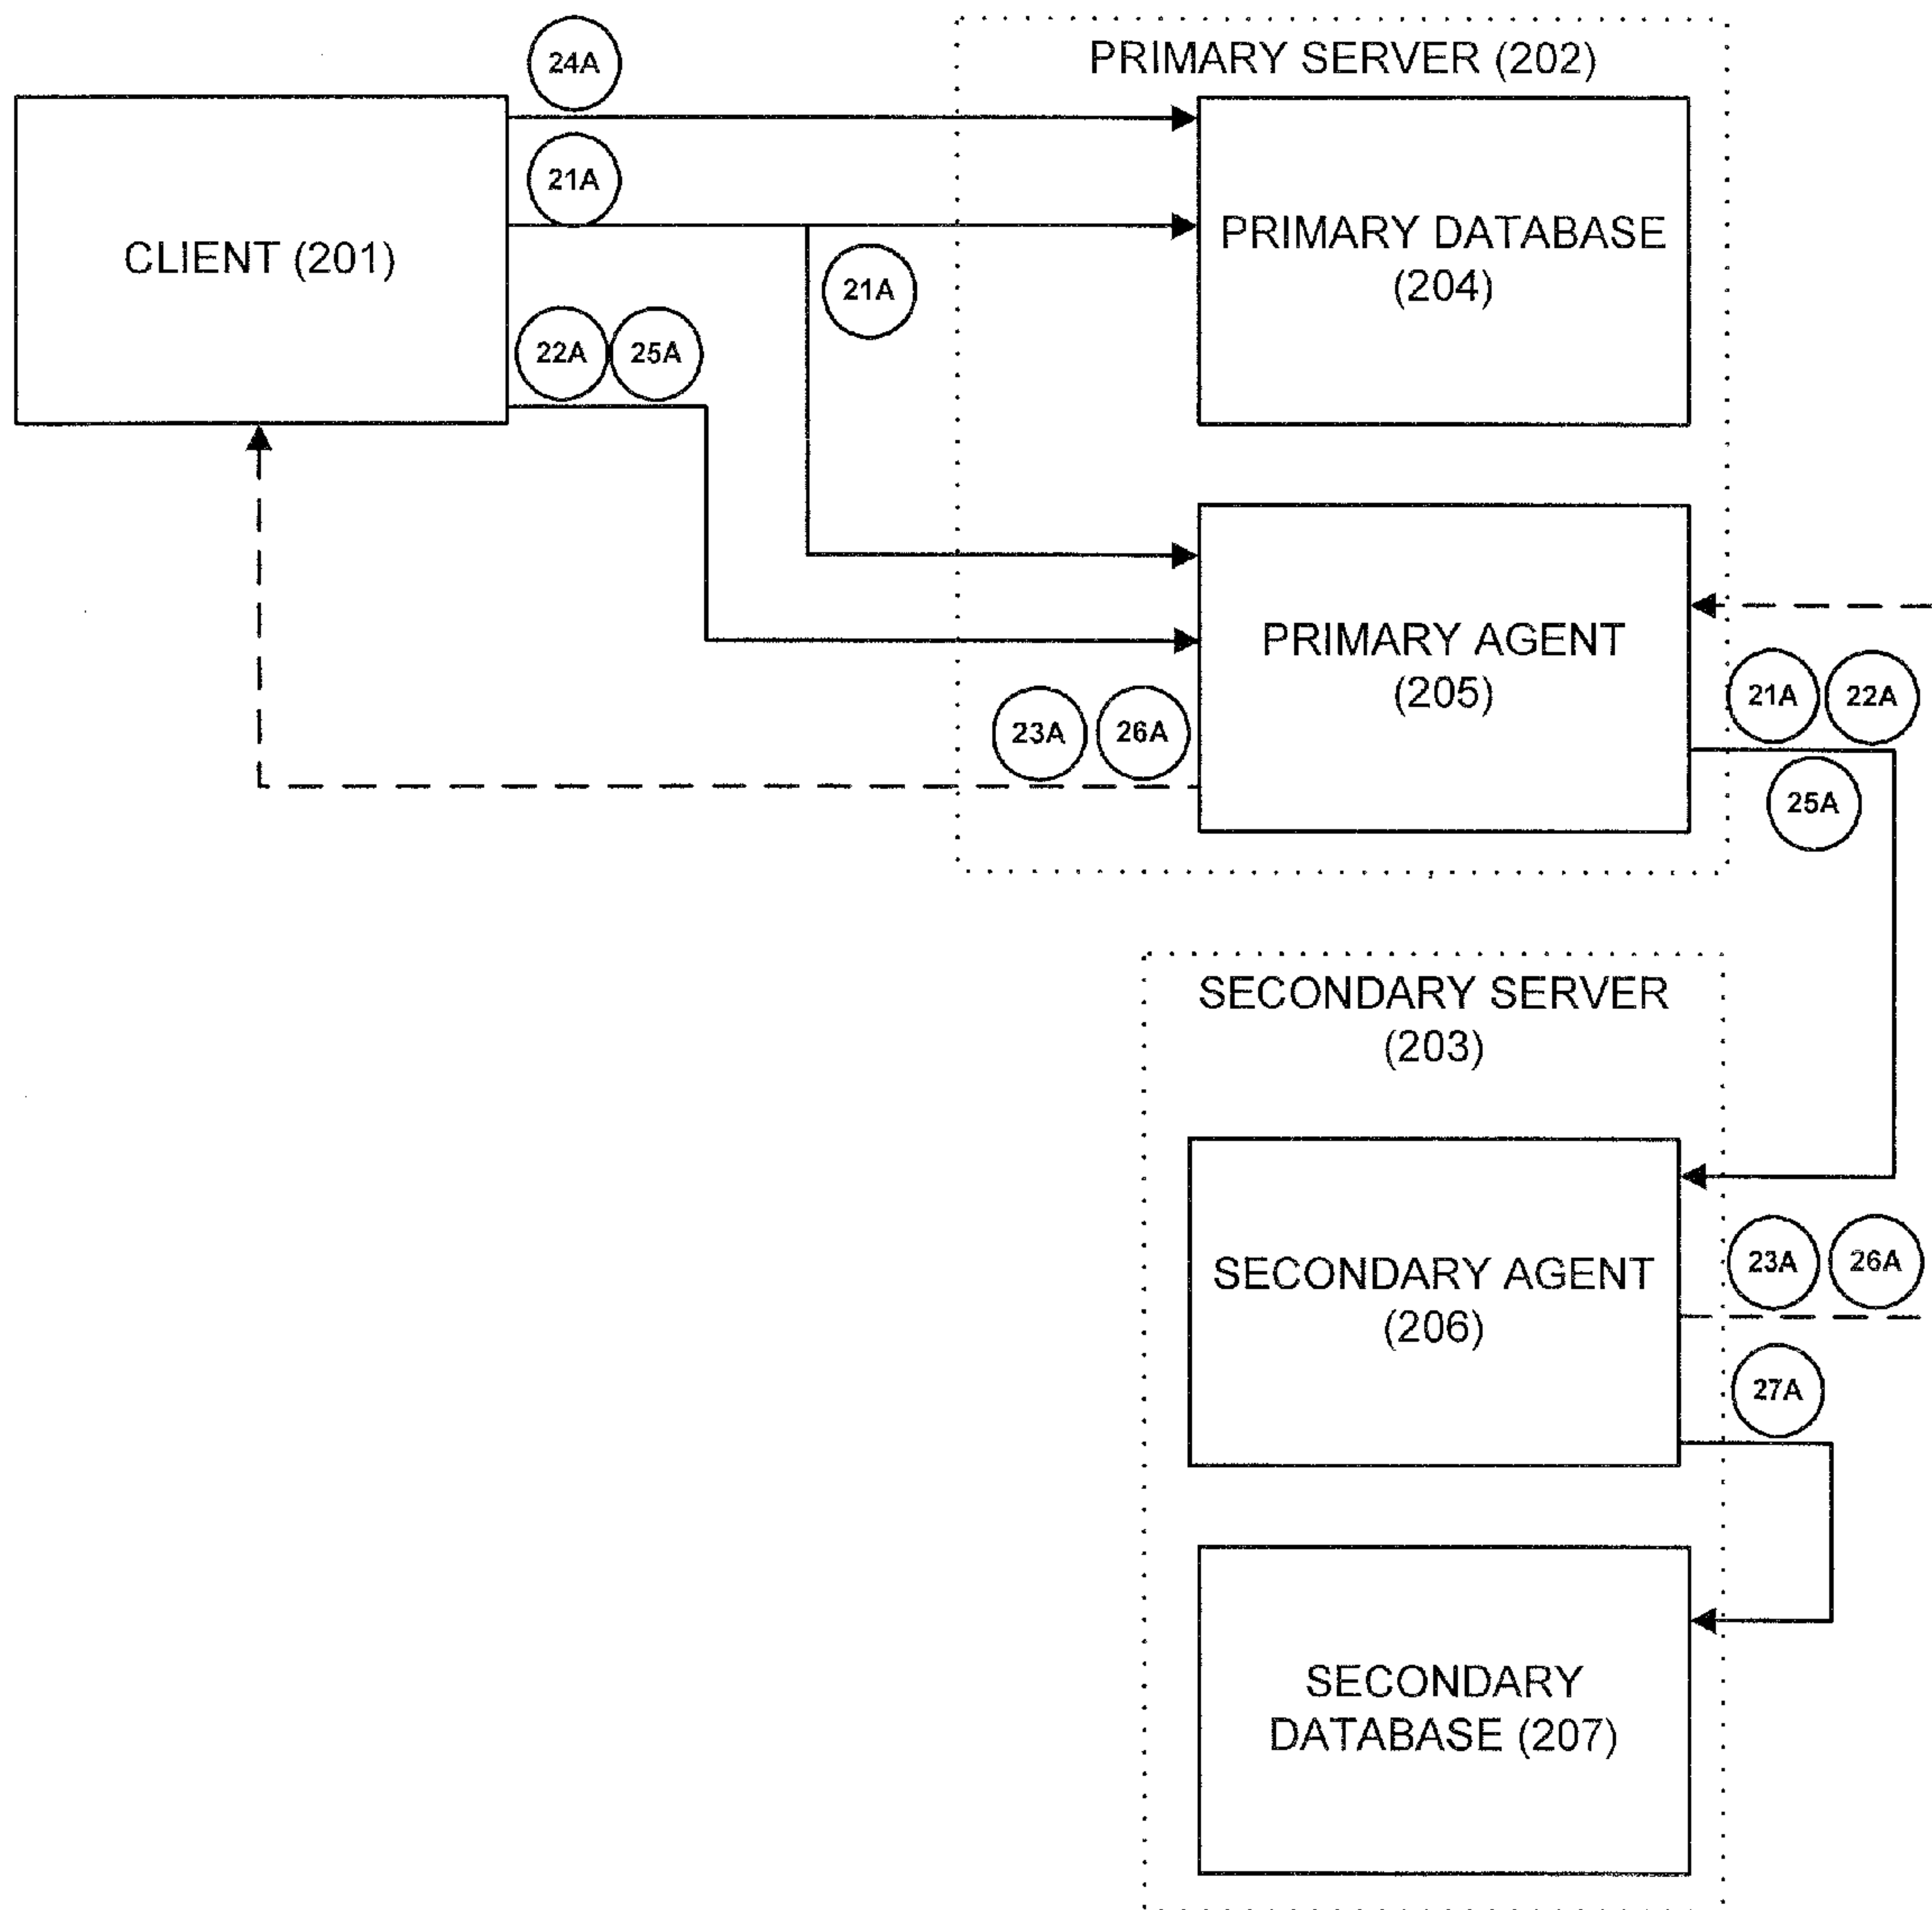 24A
PRIMARY SERVER (202)
21A
CLIENT (201)
PRIMARY DATABASE
(204)
21A
22A 25A
PRIMARY AGENT
(205)
21A 22A
23A 26A
25A
SECONDARY SERVER
(203)
SECONDARY AGENT
(206)
23A 26A
27A
SECONDARY
DATABASE (207)